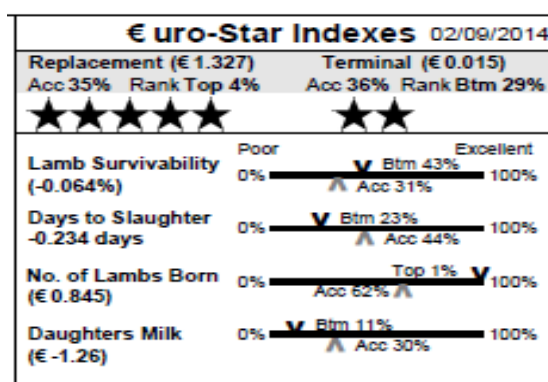 €uro-Star Indexes 02/09/2014
Replacement (€ 1.327) Terminal (€ 0.015)
Acc 35% Rank Top 4% Acc 36% Rank Btm 29%
Poor Excellent
Lamb Survivability
(-0.064%)
0% Btm 43% 100%
Acc 31%
Days to Slaughter
-0.234 days
0% Btm 23% 100%
Acc 44%
No. of Lambs Born
(€ 0.845)
0% Top 1% 100%
Acc 62%
Daughters Milk
(€ -1.26)
0% Btm 11% 100%
Acc 30%